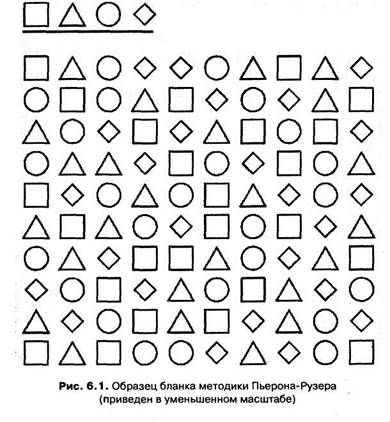 Рис. 6.1. Образец бланка методики Пьерона-Рузера
(приведен в уменьшенном масштабе)